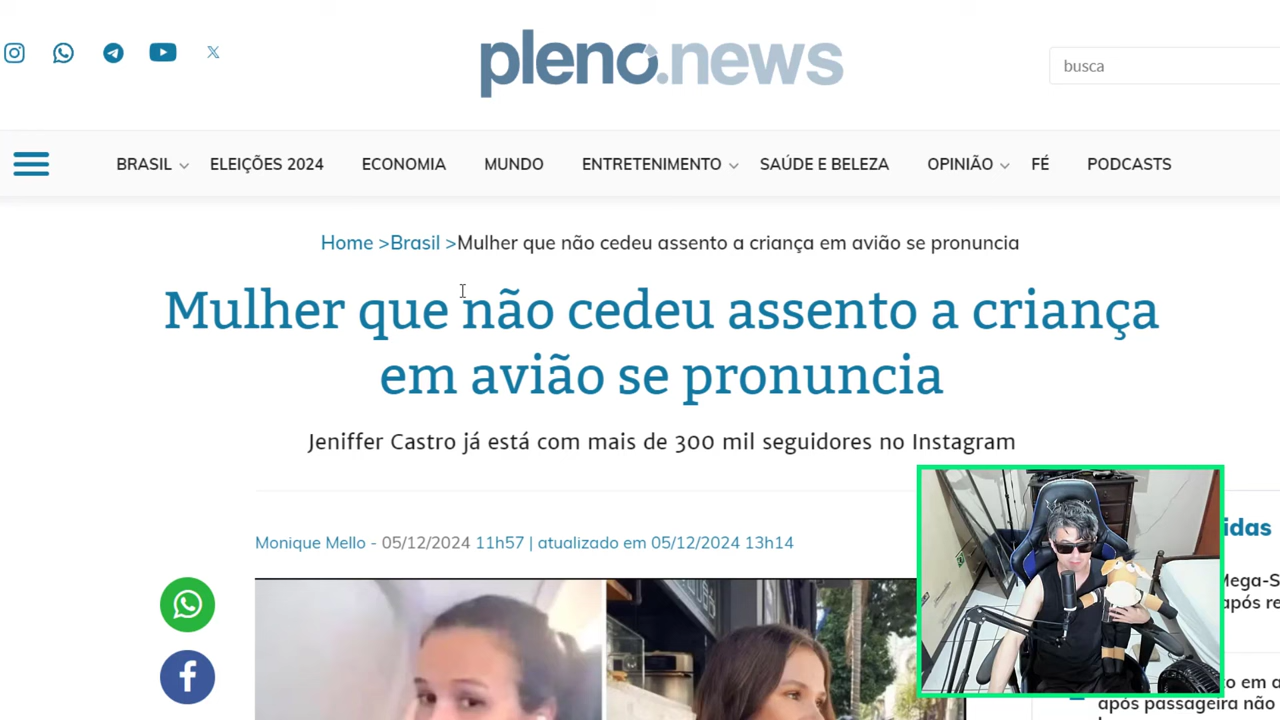 pleno.news
busca
BRASIL ELEIÇÕES 2024 ECONOMIA MUNDO ENTRETENIMENTO SAÚDE E BELEZA OPINIÃO FÉ PODCASTS
Home >Brasil >Mulher que não cedeu assento a criança em avião se pronuncia
Mulher que não cedeu assento a criança
em avião se pronuncia
Jeniffer Castro já está com mais de 300 mil seguidores no Instagram
Monique Mello - 05/12/2024 11h57 | atualizado em 05/12/2024 13h14
idas
Mega-S
após re
o em a
após passageira não